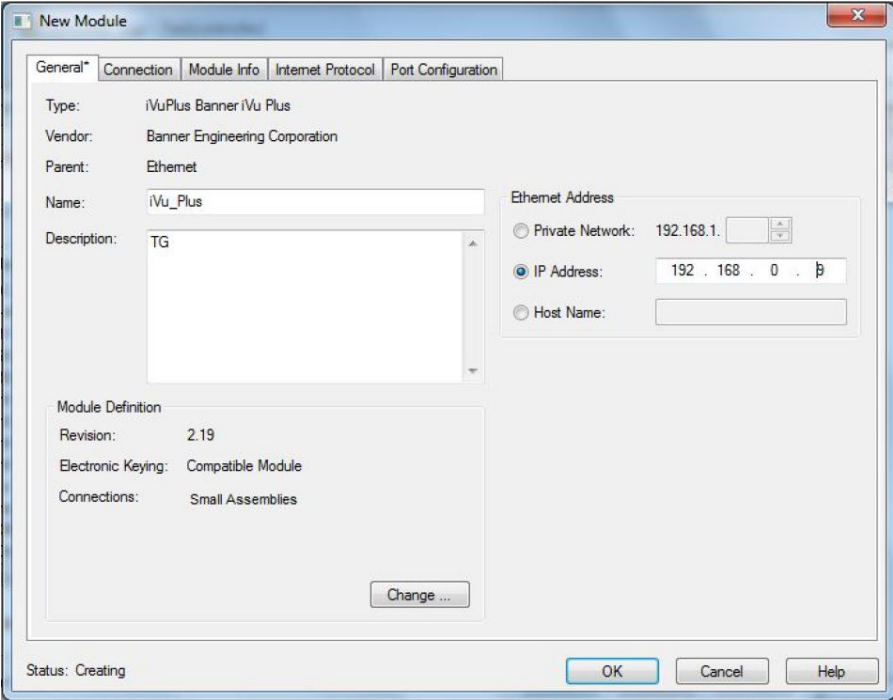 New Module
General* Connection Module Info Internet Protocol Port Configuration
Type: iVuPlus Banner iVu Plus
Vendor: Banner Engineering Corporation
Parent: Ethernet
Name: iVu_Plus
Description: TG
Ethernet Address
Private Network: 192.168.1.
IP Address: 192 . 168 . 0 . 9
Host Name:
Module Definition
Revision: 2.19
Electronic Keying: Compatible Module
Connections: Small Assemblies
Change ...
Status: Creating
OK Cancel Help